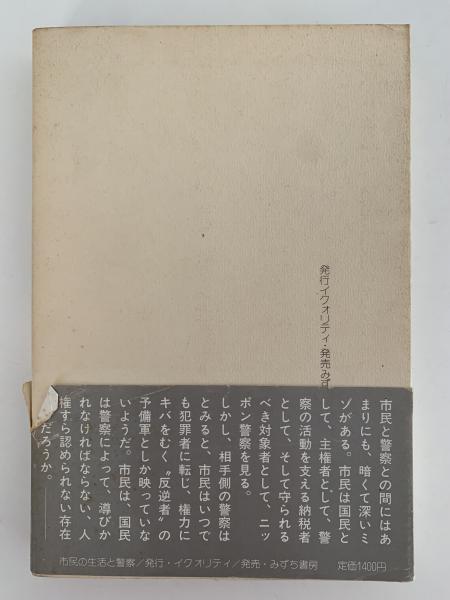 発行イクォリティ・発売みず
市民と警察との間にはあ
まりにも、暗くて深いミ
ゾがある。市民は国民と
して、主権者として、警
察の活動を支える納税者
として、そして守られる
べき対象者として、ニッ
ポン警察を見る。
しかし、相手側の警察は
とみると、市民はいつで
も犯罪者に転じ、権力に
キバをむく〝反逆者〟の
予備軍としか映っていな
いようだ。市民は、国民
は警察によって、導びか
れなければならない、人
権すら認められない存在
だろうか。
市民の生活と警察／発行・イクォリティ／発売・みずち書房
定価1400円